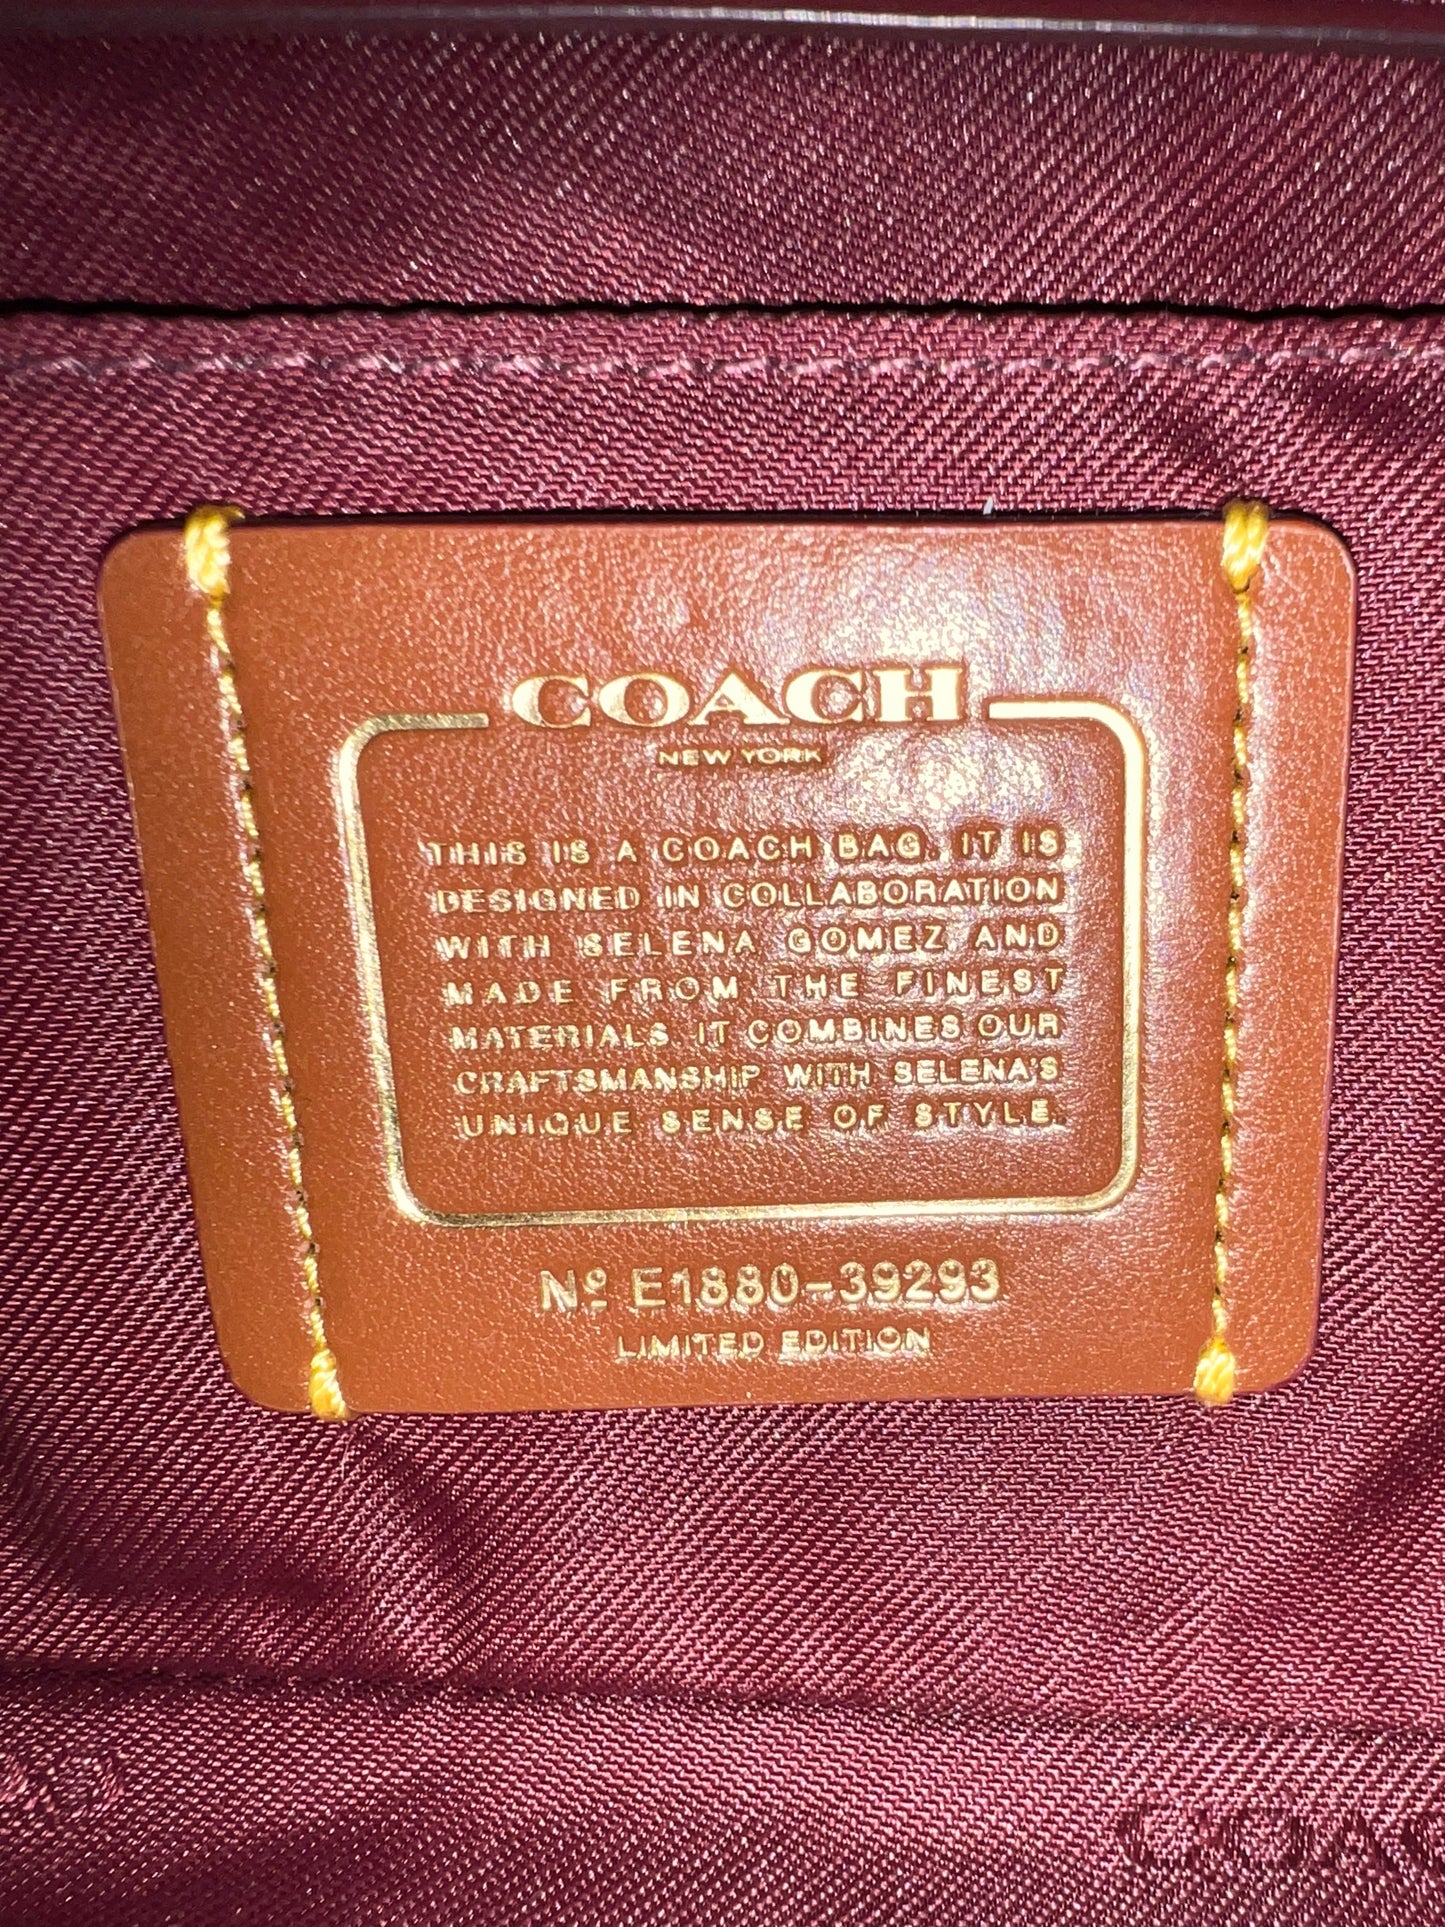 COACH
NEW YORK
THIS IS A COACH BAG. IT IS
DESIGNED IN COLLABORATION
WITH SELENA GOMEZ AND
MADE FROM THE FINEST
MATERIALS. IT COMBINES OUR
CRAFTSMANSHIP WITH SELENA'S
UNIQUE SENSE OF STYLE.
Nº E1880-39293
LIMITED EDITION